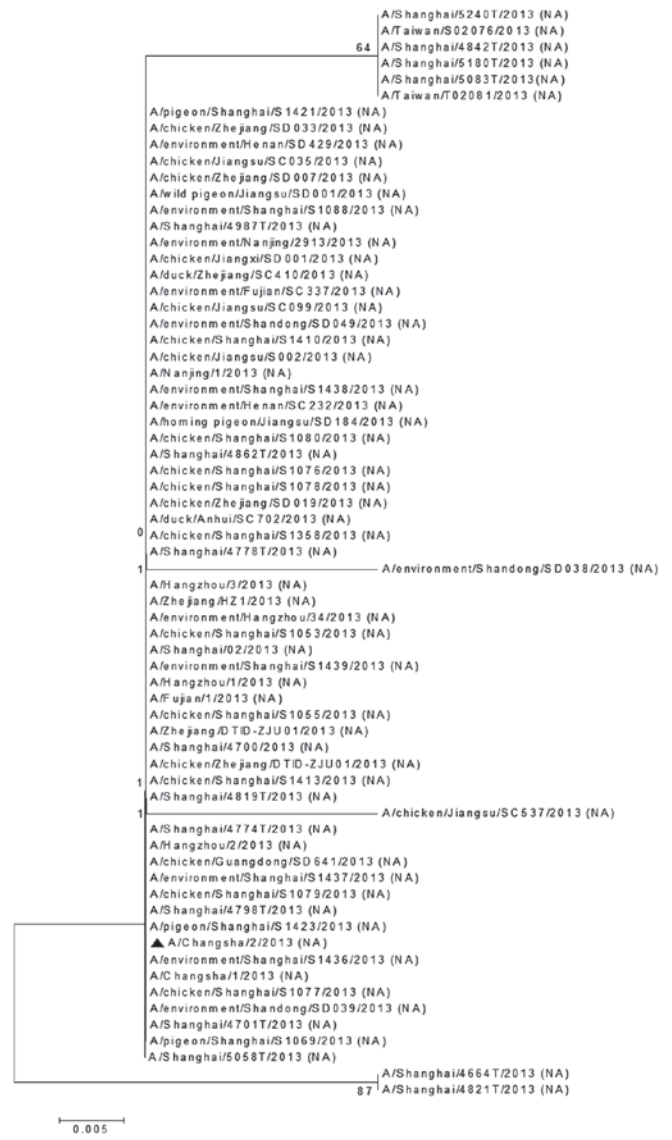 A/Shanghai/5240T/2013 (NA)
A/Taiwan/S02076/2013 (NA)
64 A/Shanghai/4842T/2013 (NA)
A/Shanghai/5180T/2013 (NA)
A/Shanghai/5083T/2013(NA)
A/Taiwan/T02081/2013 (NA)
A/pigeon/Shanghai/S1421/2013 (NA)
A/chicken/Zhejiang/SD033/2013 (NA)
A/environment/Henan/SD429/2013 (NA)
A/chicken/Jiangsu/SC035/2013 (NA)
A/chicken/Zhejiang/SD007/2013 (NA)
A/wild pigeon/Jiangsu/SD001/2013 (NA)
A/environment/Shanghai/S1088/2013 (NA)
A/Shanghai/4987T/2013 (NA)
A/environment/Nanjing/2913/2013 (NA)
A/chicken/Jiangxi/SD001/2013 (NA)
A/duck/Zhejiang/SC410/2013 (NA)
A/environment/Fujian/SC337/2013 (NA)
A/chicken/Jiangsu/SC099/2013 (NA)
A/environment/Shandong/SD049/2013 (NA)
A/chicken/Shanghai/S1410/2013 (NA)
A/chicken/Jiangsu/S002/2013 (NA)
A/Nanjing/1/2013 (NA)
A/environment/Shanghai/S1438/2013 (NA)
A/environment/Henan/SC232/2013 (NA)
A/homing pigeon/Jiangsu/SD184/2013 (NA)
A/chicken/Shanghai/S1080/2013 (NA)
A/Shanghai/4862T/2013 (NA)
A/chicken/Shanghai/S1076/2013 (NA)
A/chicken/Shanghai/S1078/2013 (NA)
A/chicken/Zhejiang/SD019/2013 (NA)
A/duck/Anhui/SC702/2013 (NA)
0 A/chicken/Shanghai/S1358/2013 (NA)
A/Shanghai/4778T/2013 (NA)
1 A/environment/Shandong/SD038/2013 (NA)
A/Hangzhou/3/2013 (NA)
A/Zhejiang/HZ1/2013 (NA)
A/environment/Hangzhou/34/2013 (NA)
A/chicken/Shanghai/S1053/2013 (NA)
A/Shanghai/02/2013 (NA)
A/environment/Shanghai/S1439/2013 (NA)
A/Hangzhou/1/2013 (NA)
A/Fujian/1/2013 (NA)
A/chicken/Shanghai/S1055/2013 (NA)
A/Zhejiang/DTID-ZJU01/2013 (NA)
A/Shanghai/4700T/2013 (NA)
A/chicken/Zhejiang/DTID-ZJU01/2013 (NA)
1 A/chicken/Shanghai/S1413/2013 (NA)
A/Shanghai/4819T/2013 (NA)
1 A/chicken/Jiangsu/SC537/2013 (NA)
A/Shanghai/4774T/2013 (NA)
A/Hangzhou/2/2013 (NA)
A/chicken/Guangdong/SD641/2013 (NA)
A/environment/Shanghai/S1437/2013 (NA)
A/chicken/Shanghai/S1079/2013 (NA)
A/Shanghai/4798T/2013 (NA)
A/pigeon/Shanghai/S1423/2013 (NA)
A/Changsha/2/2013 (NA)
A/environment/Shanghai/S1436/2013 (NA)
A/Changsha/1/2013 (NA)
A/chicken/Shanghai/S1077/2013 (NA)
A/environment/Shandong/SD039/2013 (NA)
A/Shanghai/4701T/2013 (NA)
A/pigeon/Shanghai/S1069/2013 (NA)
A/Shanghai/5058T/2013 (NA)
A/Shanghai/4664T/2013 (NA)
87 A/Shanghai/4821T/2013 (NA)
0.005